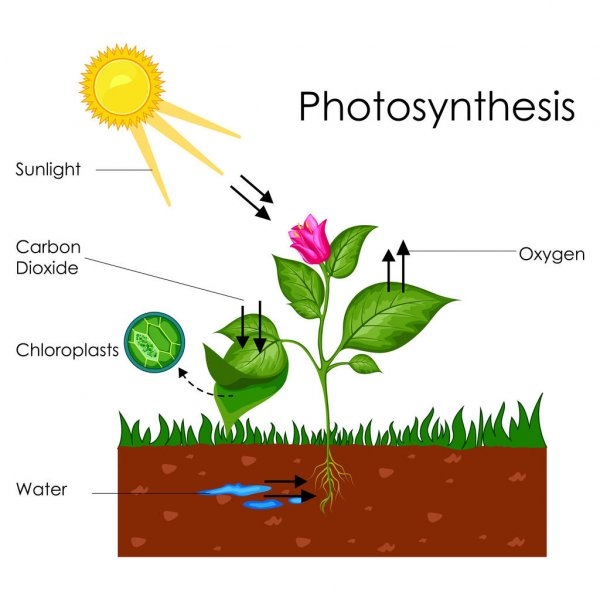 Photosynthesis
Sunlight
Carbon
Dioxide
Oxygen
Chloroplasts
Water